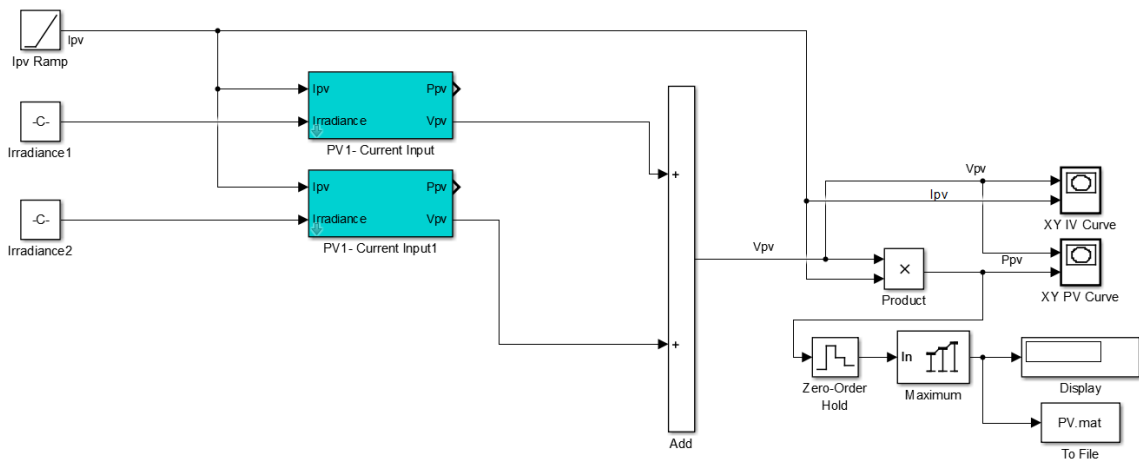 Ipv
Ipv Ramp
Ipv
Ppv
Irradiance
Vpv
PV1- Current Input
-C-
Irradiance1
Ipv
Ppv
Irradiance
Vpv
PV1- Current Input1
-C-
Irradiance2
+
+
Add
Vpv
Vpv
Ipv
XY IV Curve
×
Product
Ppv
XY PV Curve
Zero-Order
Hold
In
Maximum
Display
PV.mat
To File